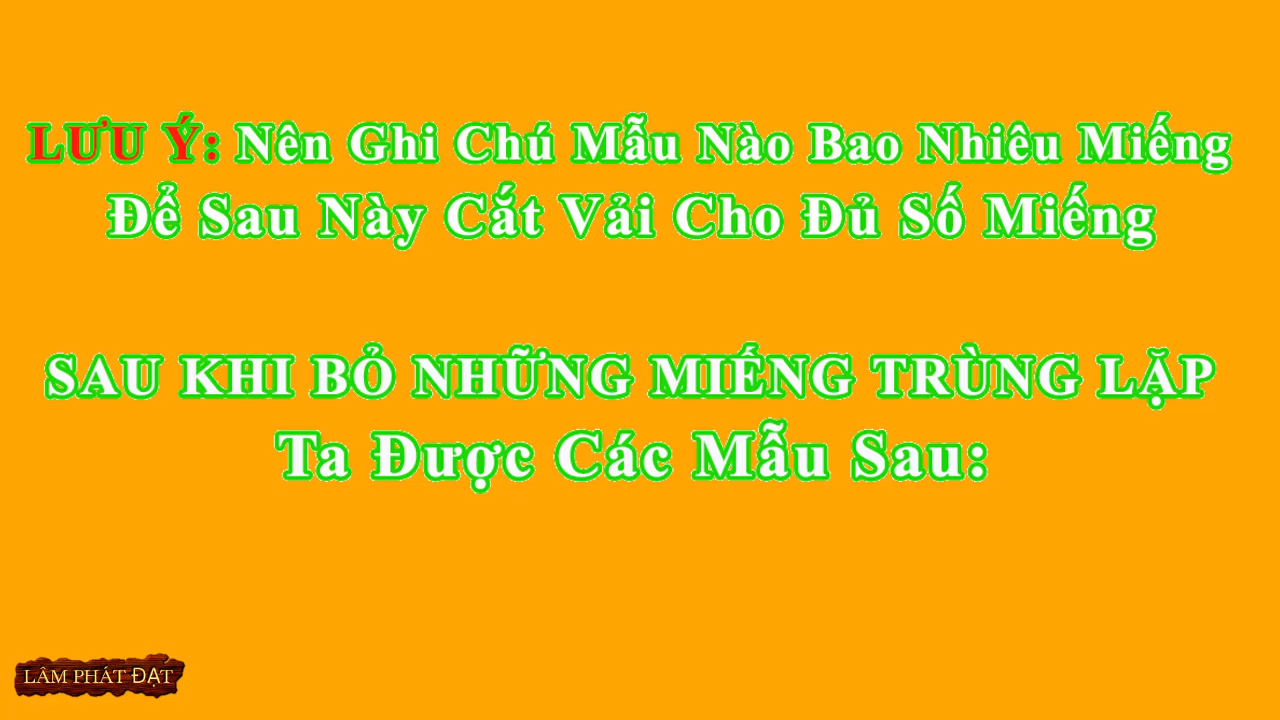 LƯU Ý: Nên Ghi Chú Mẫu Nào Bao Nhiêu Miếng
Để Sau Này Cắt Vải Cho Đủ Số Miếng
SAU KHI BỎ NHỮNG MIẾNG TRÙNG LẶP
Ta Được Các Mẫu Sau:
LÂM PHÁT ĐẠT